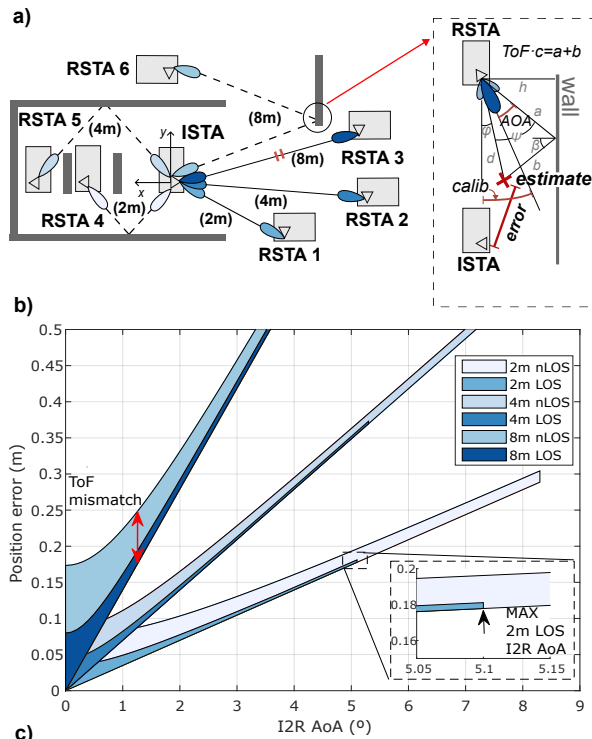 a)
RSTA
ToF·c=a+b
RSTA 6
h
wall
(8m)
a
AOA
RSTA 5
ISTA
φ
ψ
β
(4m)
y
RSTA 3
d
b
(8m)
x
estimate
(4m)
calib
RSTA 4
(2m)
RSTA 2
(2m)
error
RSTA 1
ISTA
b)
0.5
0.45
0.4
0.35
0.3
0.25
0.2
0.15
0.1
0.05
0
Position error (m)
2m nLOS
2m LOS
4m nLOS
4m LOS
8m nLOS
8m LOS
ToF
mismatch
0.2
0.18
0.16
MAX
2m LOS
I2R AoA
5.05 5.1 5.15
0 1 2 3 4 5 6 7 8 9
I2R AoA (º)
c)